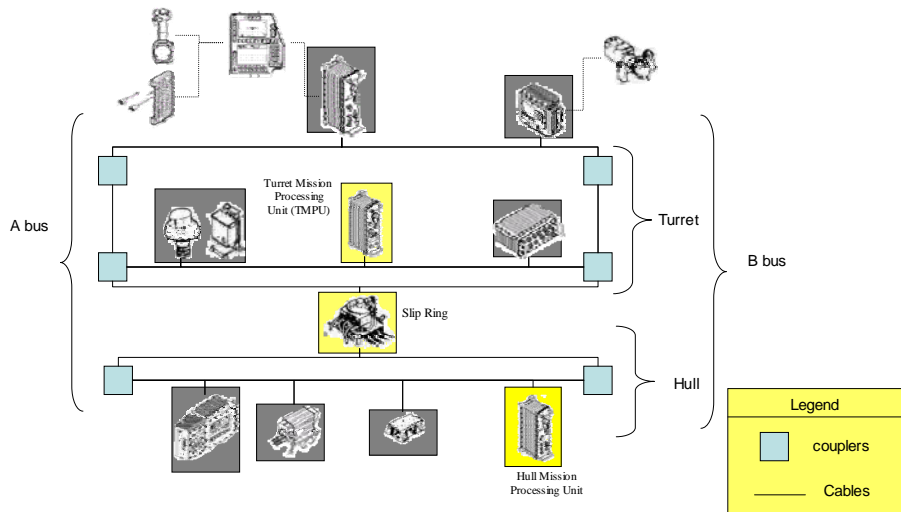 Turret Mission
Processing
Unit (TMPU)
A bus
Turret
B bus
Slip Ring
Hull
Hull Mission
Processing Unit
Legend
couplers
Cables